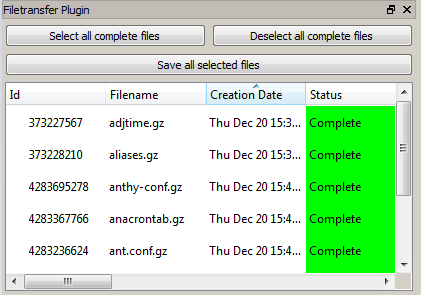 Filetransfer Plugin
Select all complete files Deselect all complete files
Save all selected files
Id Filename Creation Date Status
373227567 adjtime.gz Thu Dec 20 15:3... Complete
373228210 aliases.gz Thu Dec 20 15:3... Complete
4283695278 anthy-conf.gz Thu Dec 20 15:4... Complete
4283367766 anacrontab.gz Thu Dec 20 15:4... Complete
4283236624 ant.conf.gz Thu Dec 20 15:4... Complete